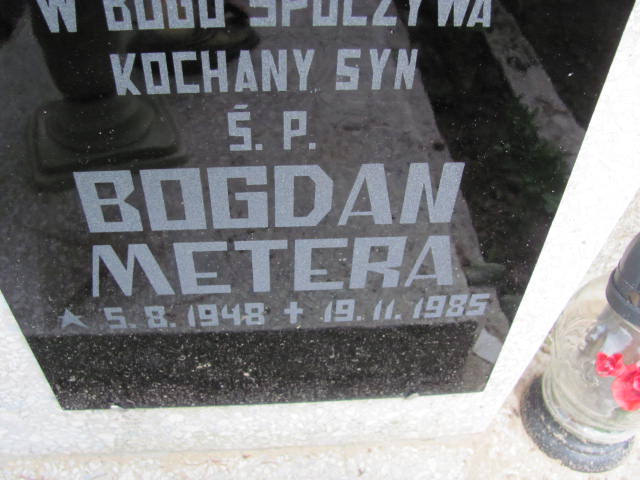 W BOGU SPOCZYWA
KOCHANY SYN
Ś. P.
BOGDAN
METERA
★ 5. 8. 1948 ✝ 19. 11. 1985